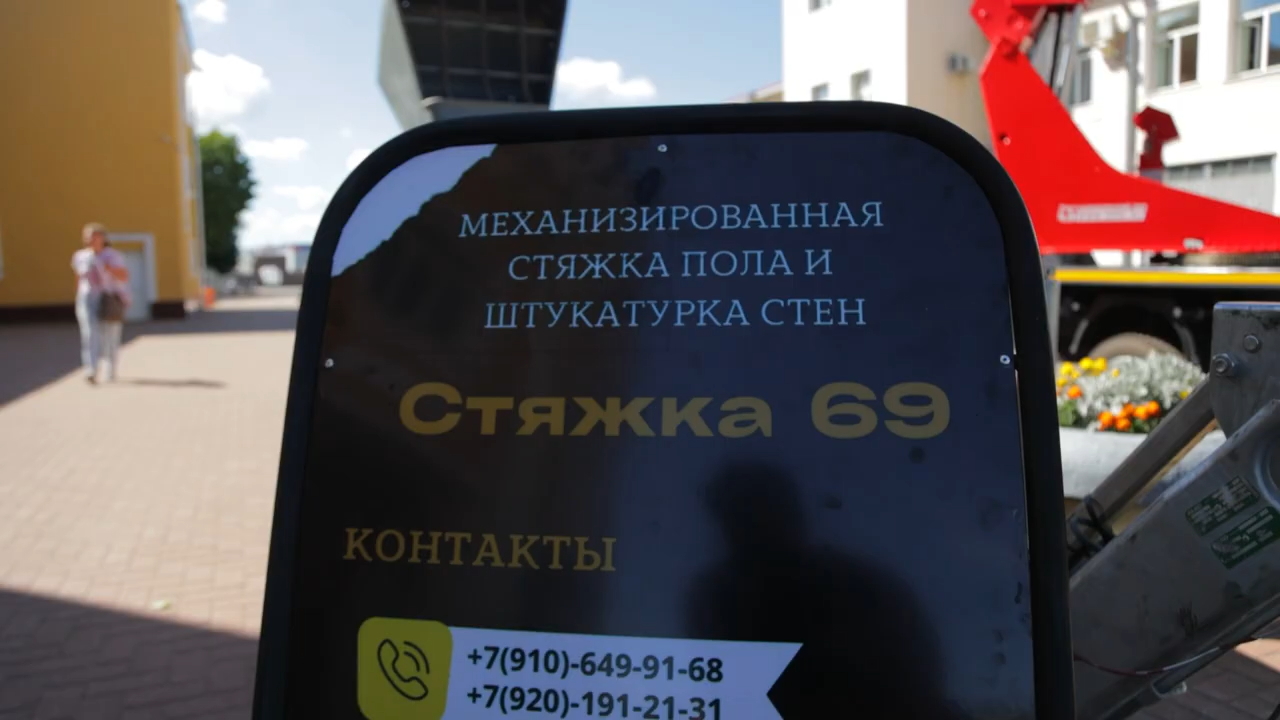 МЕХАНИЗИРОВАННАЯ
СТЯЖКА ПОЛА И
ШТУКАТУРКА СТЕН
Стяжка 69
КОНТАКТЫ
+7(910)-649-91-68
+7(920)-191-21-31